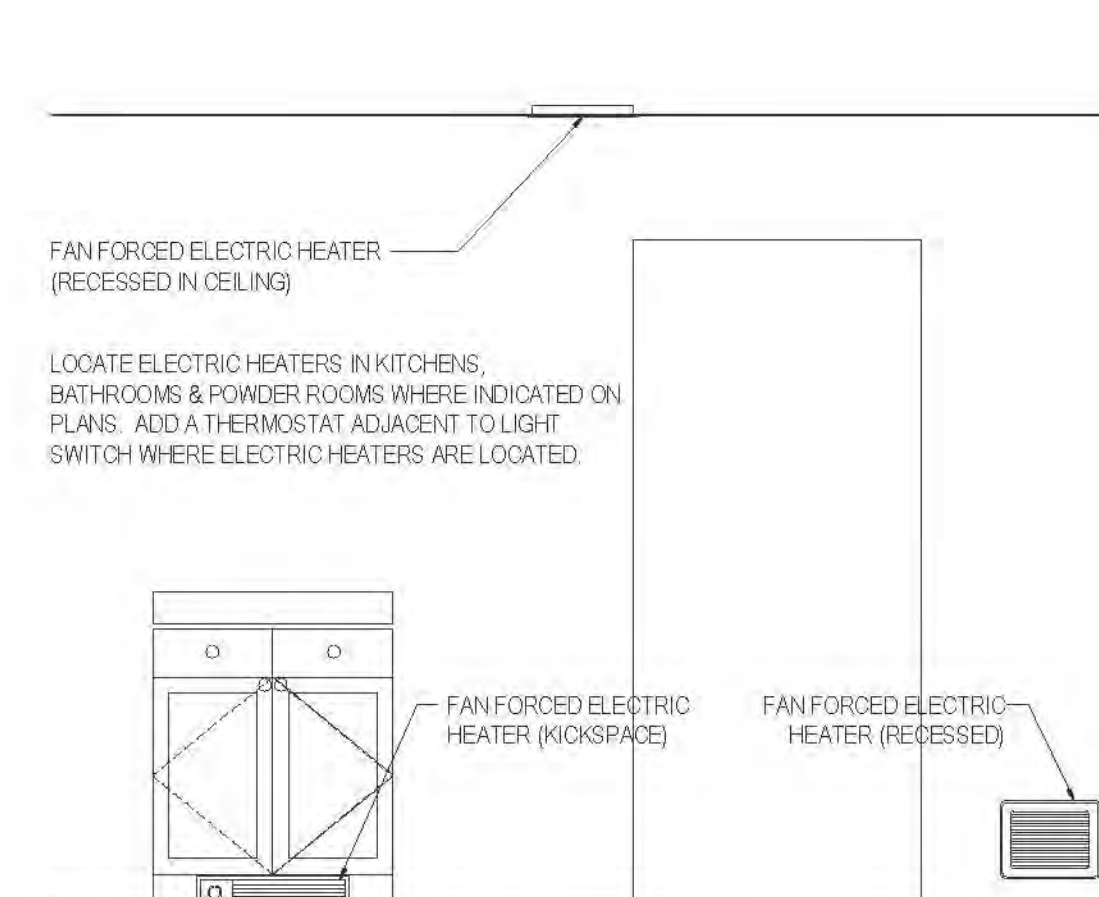 FAN FORCED ELECTRIC HEATER
(RECESSED IN CEILING)
LOCATE ELECTRIC HEATERS IN KITCHENS,
BATHROOMS & POWDER ROOMS WHERE INDICATED ON
PLANS. ADD A THERMOSTAT ADJACENT TO LIGHT
SWITCH WHERE ELECTRIC HEATERS ARE LOCATED.
FAN FORCED ELECTRIC
HEATER (KICKSPACE)
FAN FORCED ELECTRIC
HEATER (RECESSED)